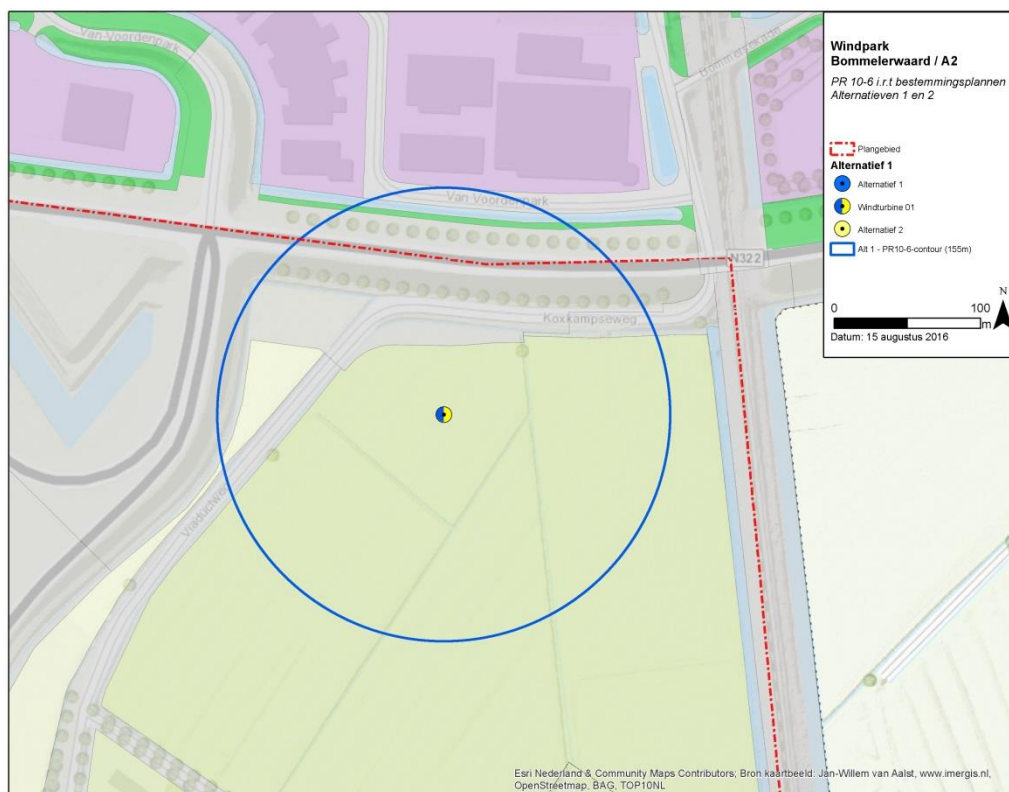 Windpark
Bommelerwaard / A2
PR 10-6 i.r.t bestemmingsplannen
Alternatieven 1 en 2
Plangebied
Alternatief 1
Alternatief 1
Windturbine 01
Alternatief 2
Alt 1 - PR10-6-contour (155m)
0 100
m
N
Datum: 15 augustus 2016
Van-Voordenpark
Bommelsekade
Van-Voordenpark
N322
Koxkampseweg
Viaductweg
Esri Nederland & Community Maps Contributors; Bron kaartbeeld: Jan-Willem van Aalst, www.imergis.nl,
OpenStreetmap, BAG, TOP10NL